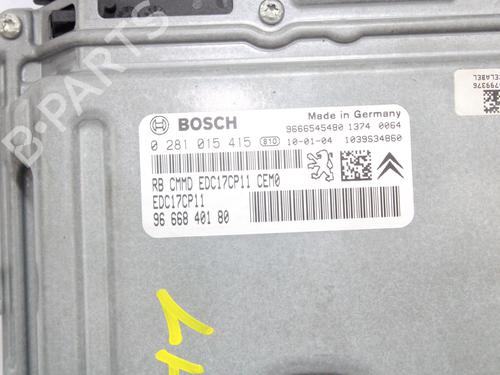 BOSCH
Made in Germany
9666545480 1374 0064
0 281 015 415 810 10-01-04 1039S34860
RB CMMD EDC17CP11 CEM0
EDC17CP11
96 668 401 80
B-PARTS